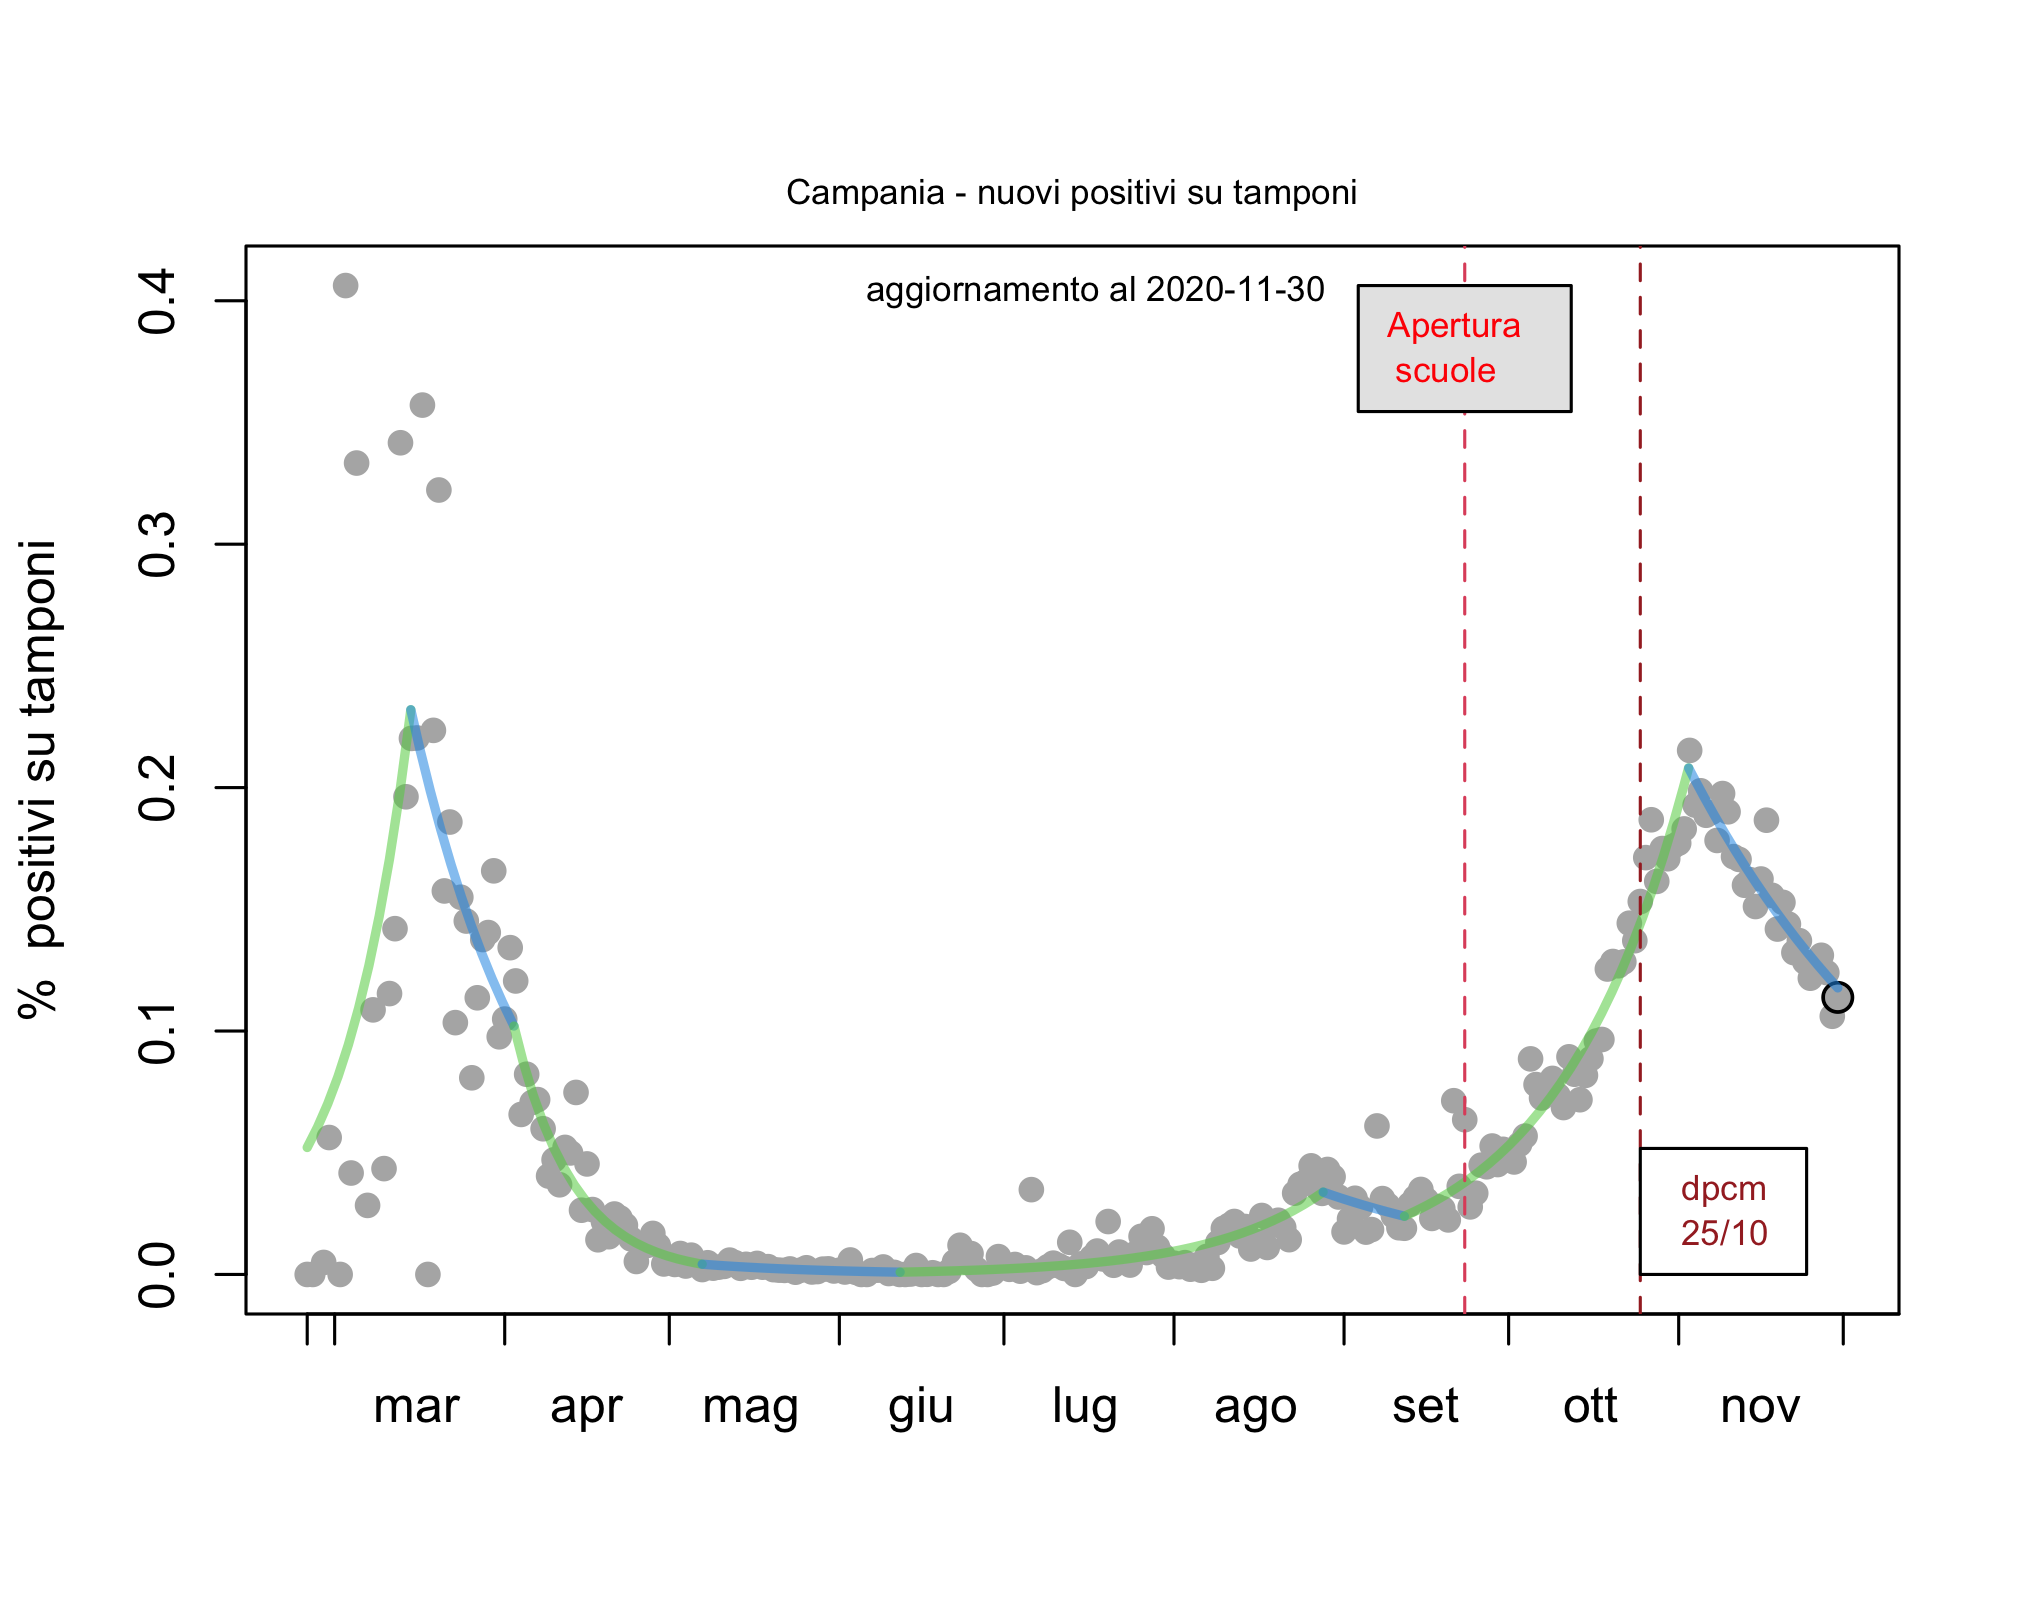 Campania - nuovi positivi su tamponi
aggiornamento al 2020-11-30
Apertura
scuole
dpcm
25/10
% positivi su tamponi
0.4
0.3
0.2
0.1
0.0
mar apr mag giu lug ago set ott nov